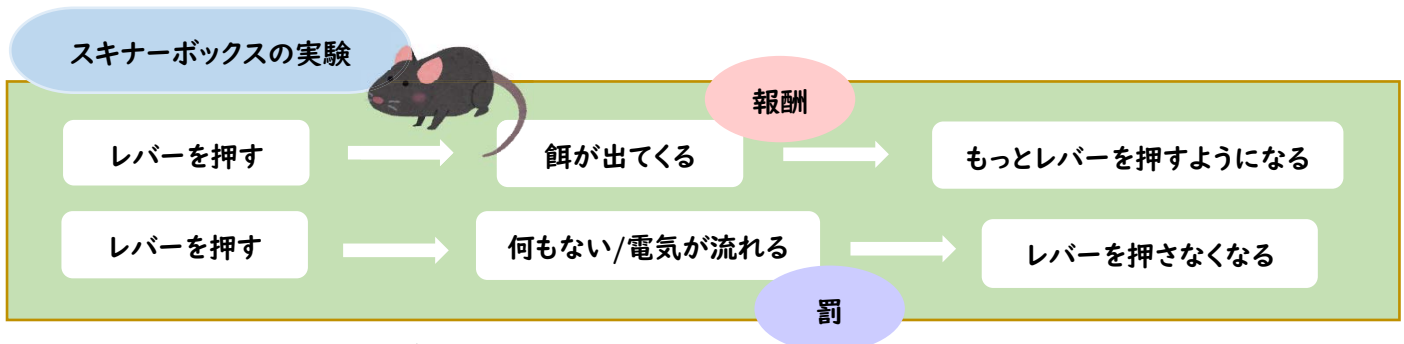 スキナーボックスの実験
報酬
レバーを押す
餌が出てくる
もっとレバーを押すようになる
レバーを押す
何もない/電気が流れる
レバーを押さなくなる
罰